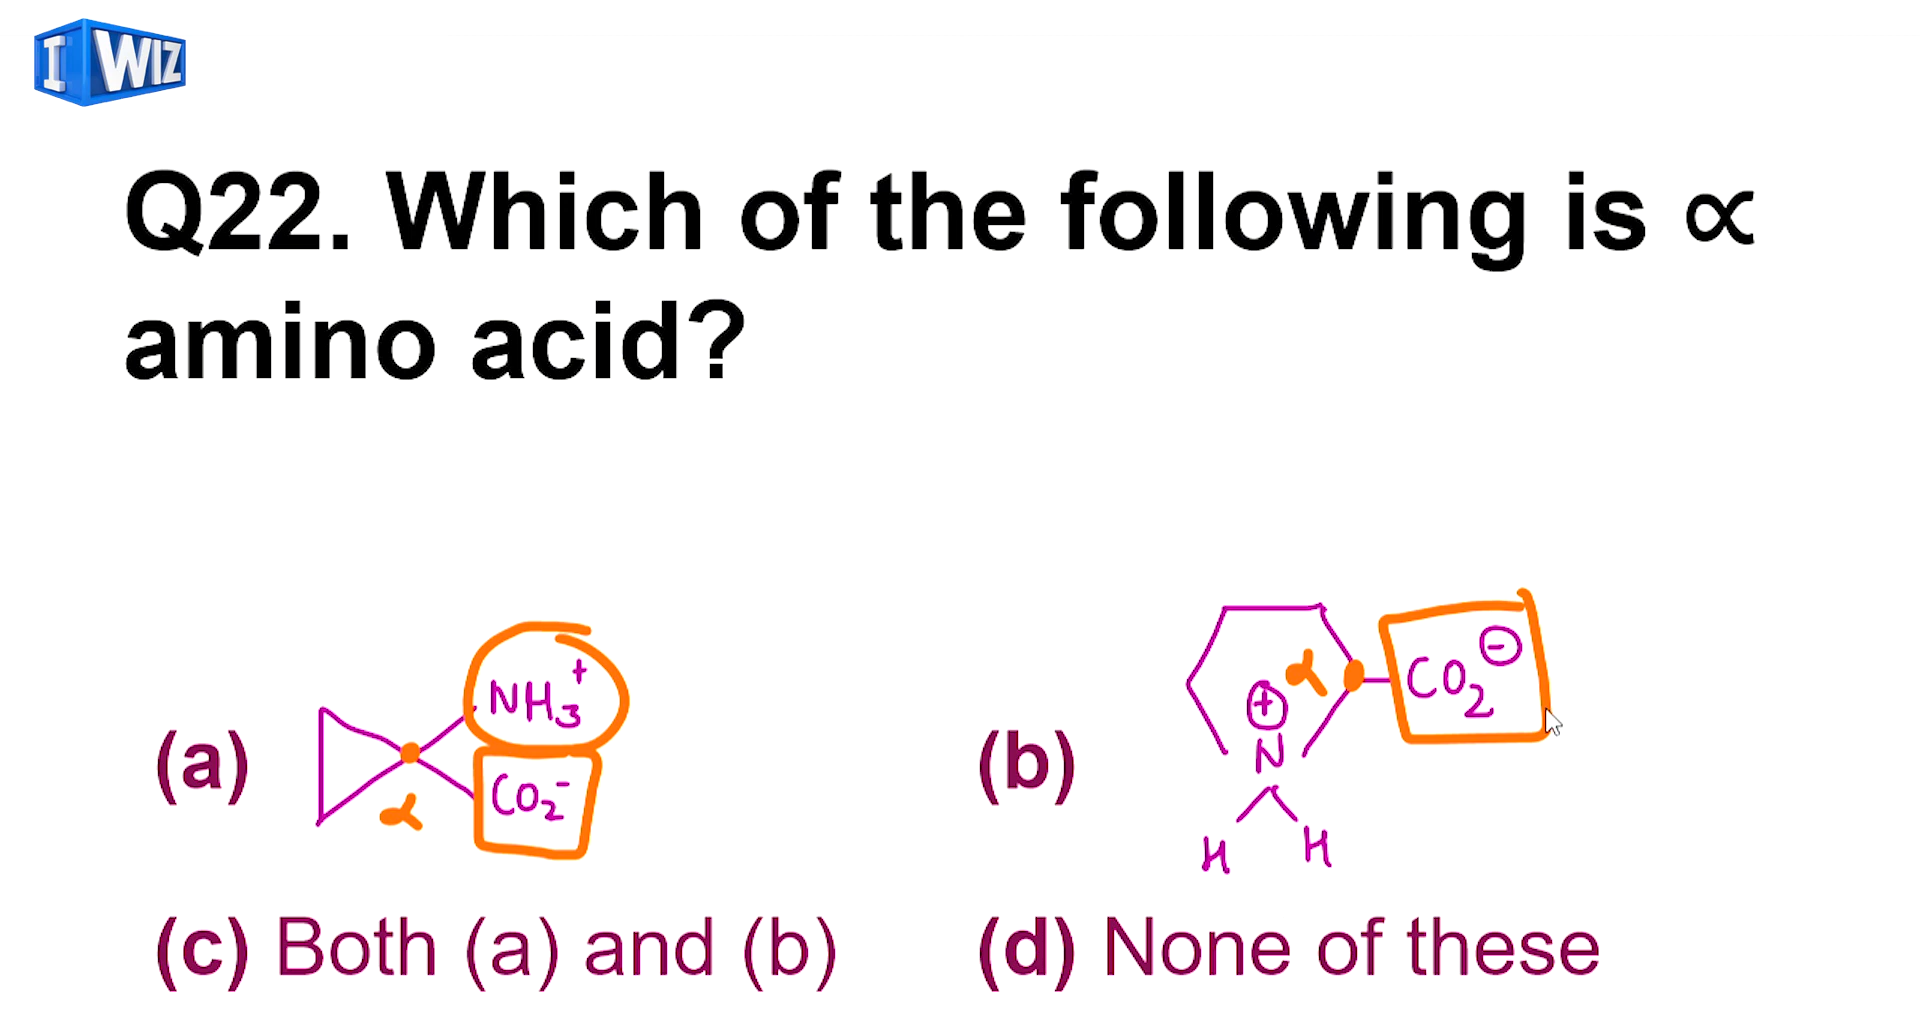 I WIZ
Q22. Which of the following is ∝
amino acid?
(a) NH₃⁺
CO₂⁻
α
(b) α CO₂⊖
⊕
N
H H
(c) Both (a) and (b) (d) None of these